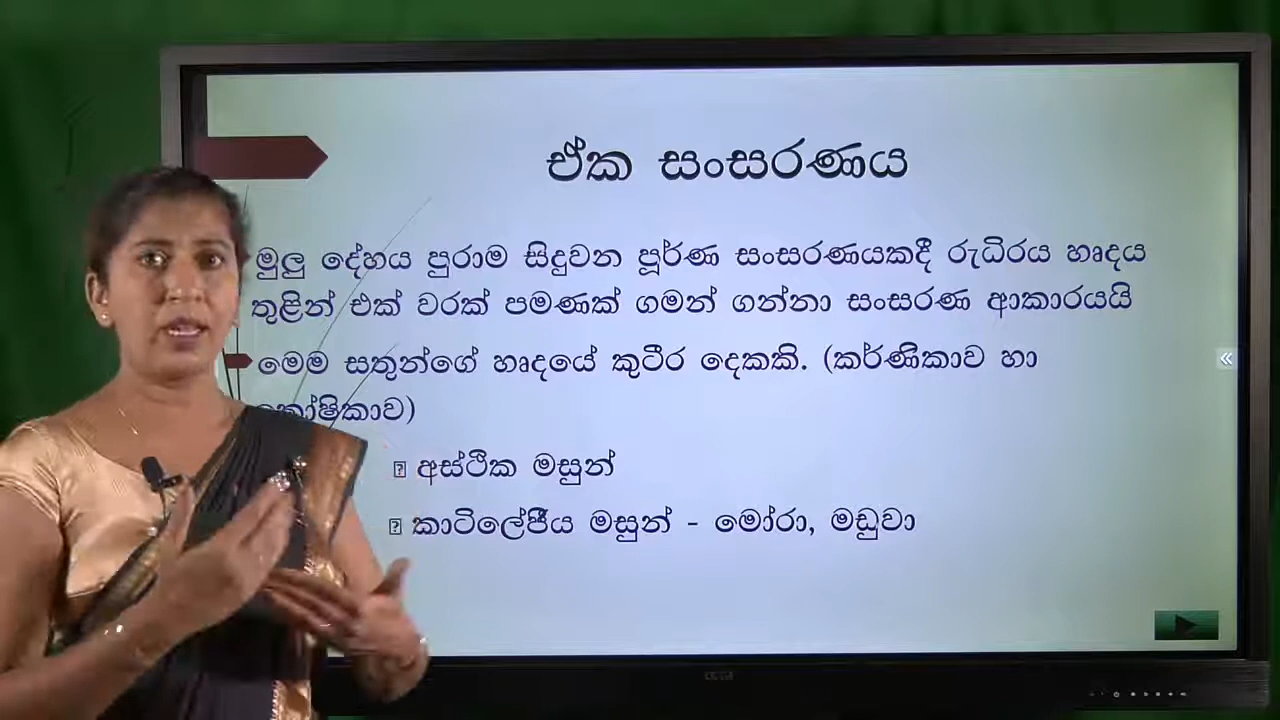 ඒක සංසරණය
මුලු දේහය පුරාම සිදුවන පූර්ණ සංසරණයකදී රුධිරය හෘදය
තුළින් එක් වරක් පමණක් ගමන් ගන්නා සංසරණ ආකාරයයි
මෙම සතුන්ගේ හෘදයේ කුටීර දෙකකි. (කර්ණිකාව හා
කෝෂිකාව)
අස්ථික මසුන්
කාටිලේජීය මසුන් - මෝරා, මඩුවා